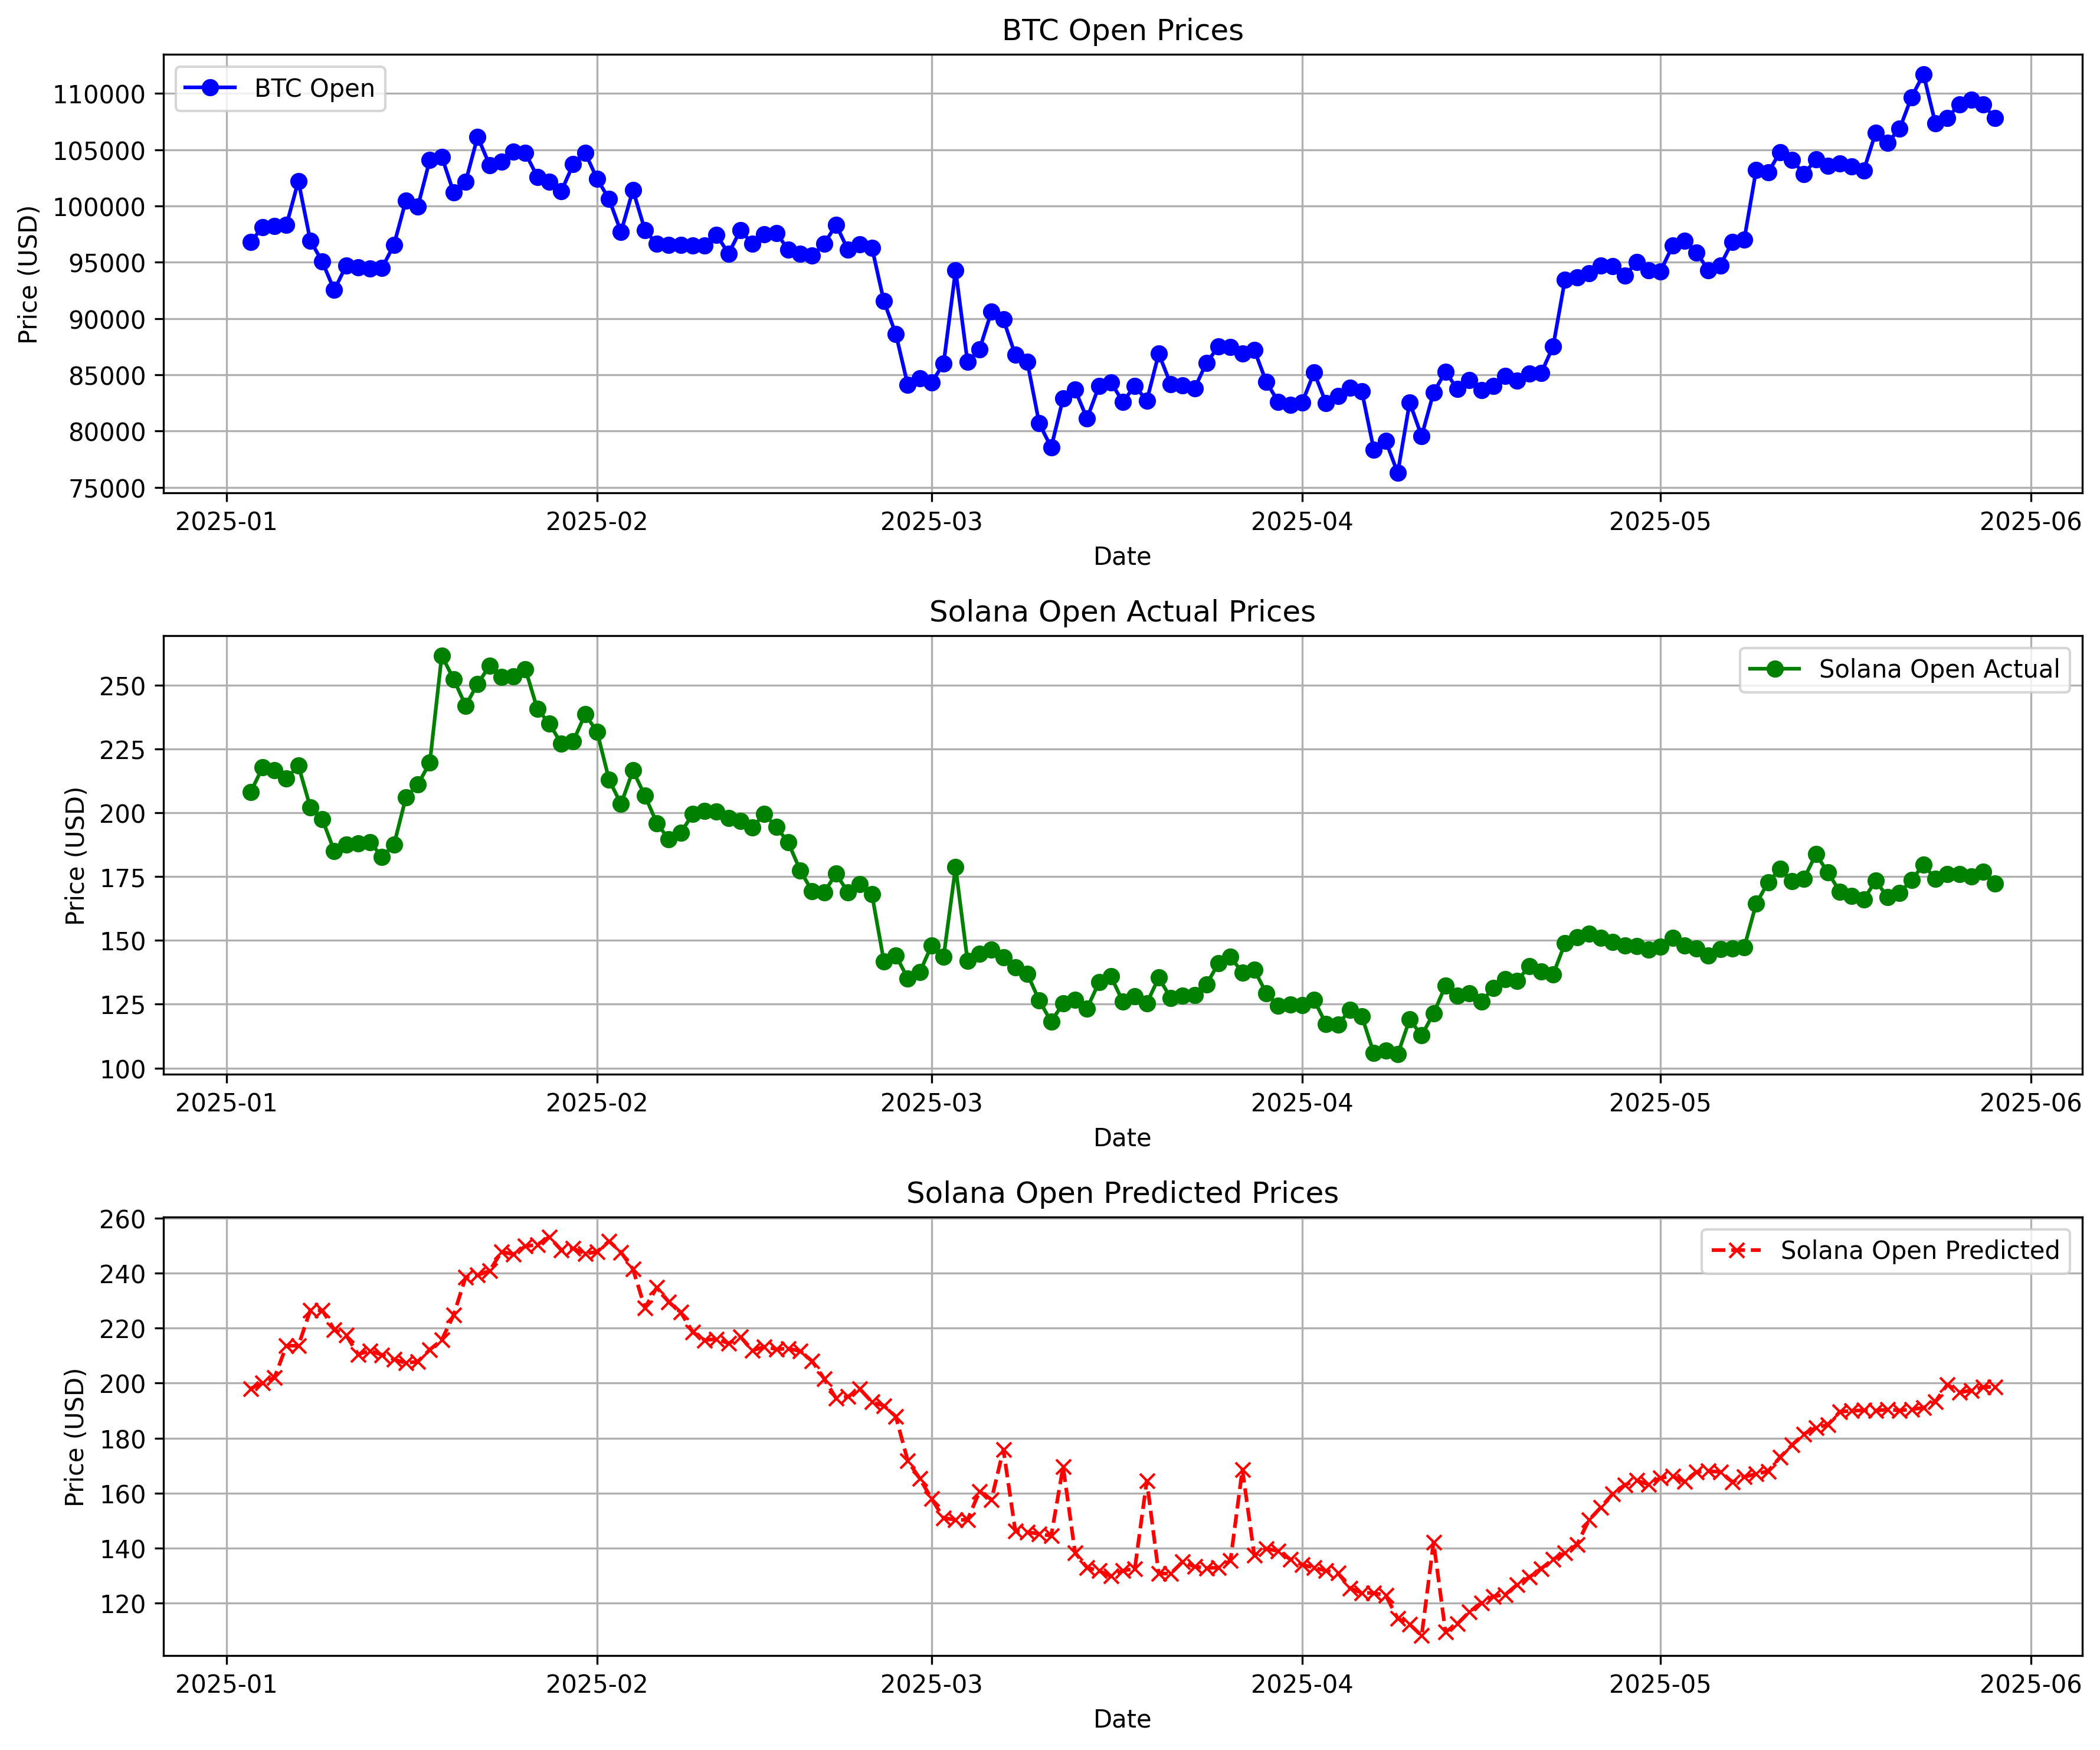 BTC Open Prices
BTC Open
110000
105000
100000
95000
90000
85000
80000
75000
Price (USD)
2025-01 2025-02 2025-03 2025-04 2025-05 2025-06
Date
Solana Open Actual Prices
Solana Open Actual
250
225
200
175
150
125
100
Price (USD)
2025-01 2025-02 2025-03 2025-04 2025-05 2025-06
Date
Solana Open Predicted Prices
Solana Open Predicted
260
240
220
200
180
160
140
120
Price (USD)
2025-01 2025-02 2025-03 2025-04 2025-05 2025-06
Date